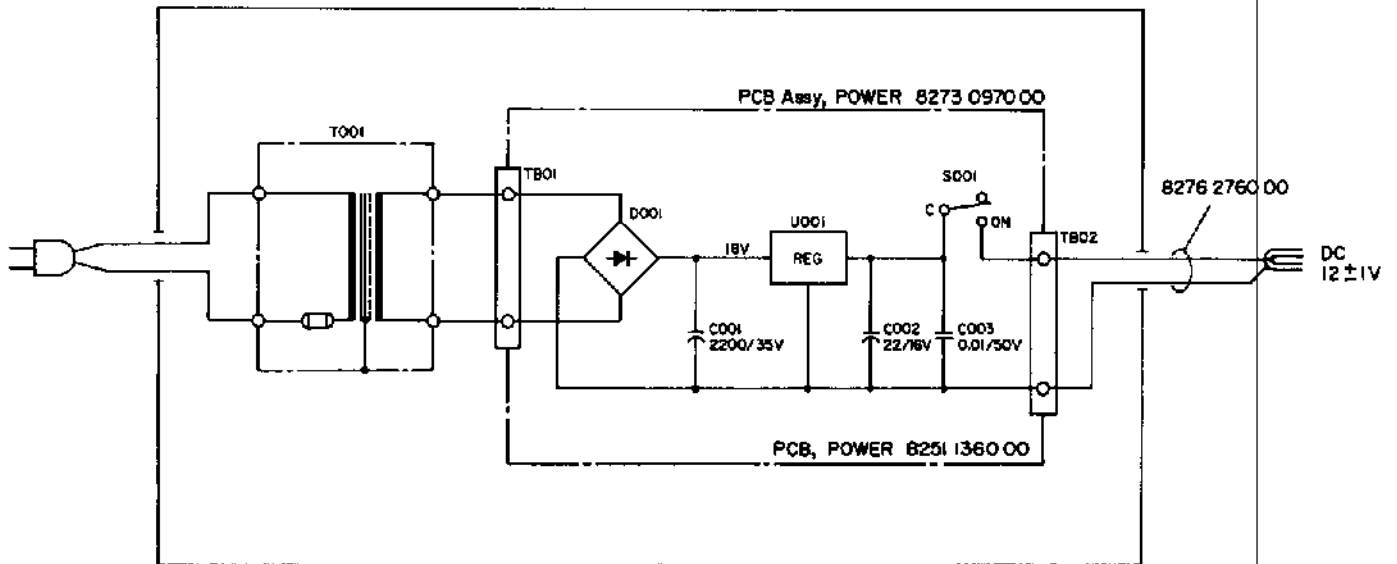 PCB Assy, POWER 8273 0970 00
T001
TB01
S001
8276 2760 00
C
ON
D001
U001
TB02
18V
REG
DC
12±1V
C001
2200/35V
C002
22/16V
C003
0.01/50V
PCB, POWER 8251 1360 00